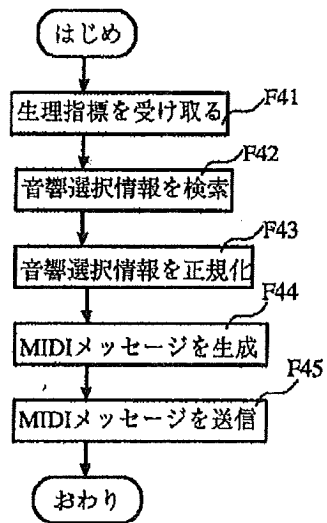 はじめ
F41
生理指標を受け取る
F42
音響選択情報を検索
F43
音響選択情報を正規化
F44
MIDIメッセージを生成
F45
MIDIメッセージを送信
おわり